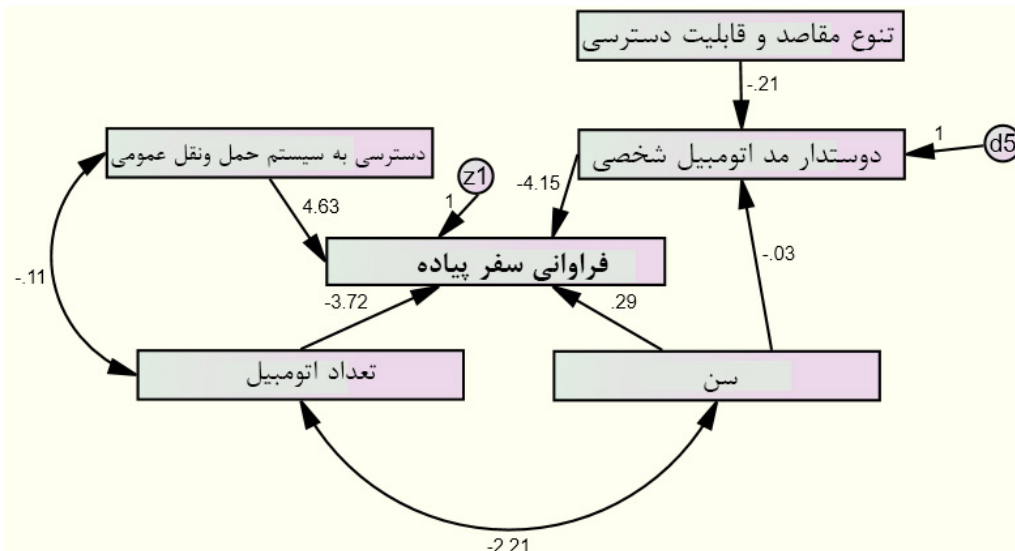 تنوع مقاصد و قابلیت دسترسی
-.21
دسترسی به سیستم حمل ونقل عمومی
دوستدار مد اتومبیل شخصی
1
d5
z1
1
4.63
-4.15
فراوانی سفر پیاده
-.11
-.03
-3.72
.29
تعداد اتومبیل
سن
-2.21